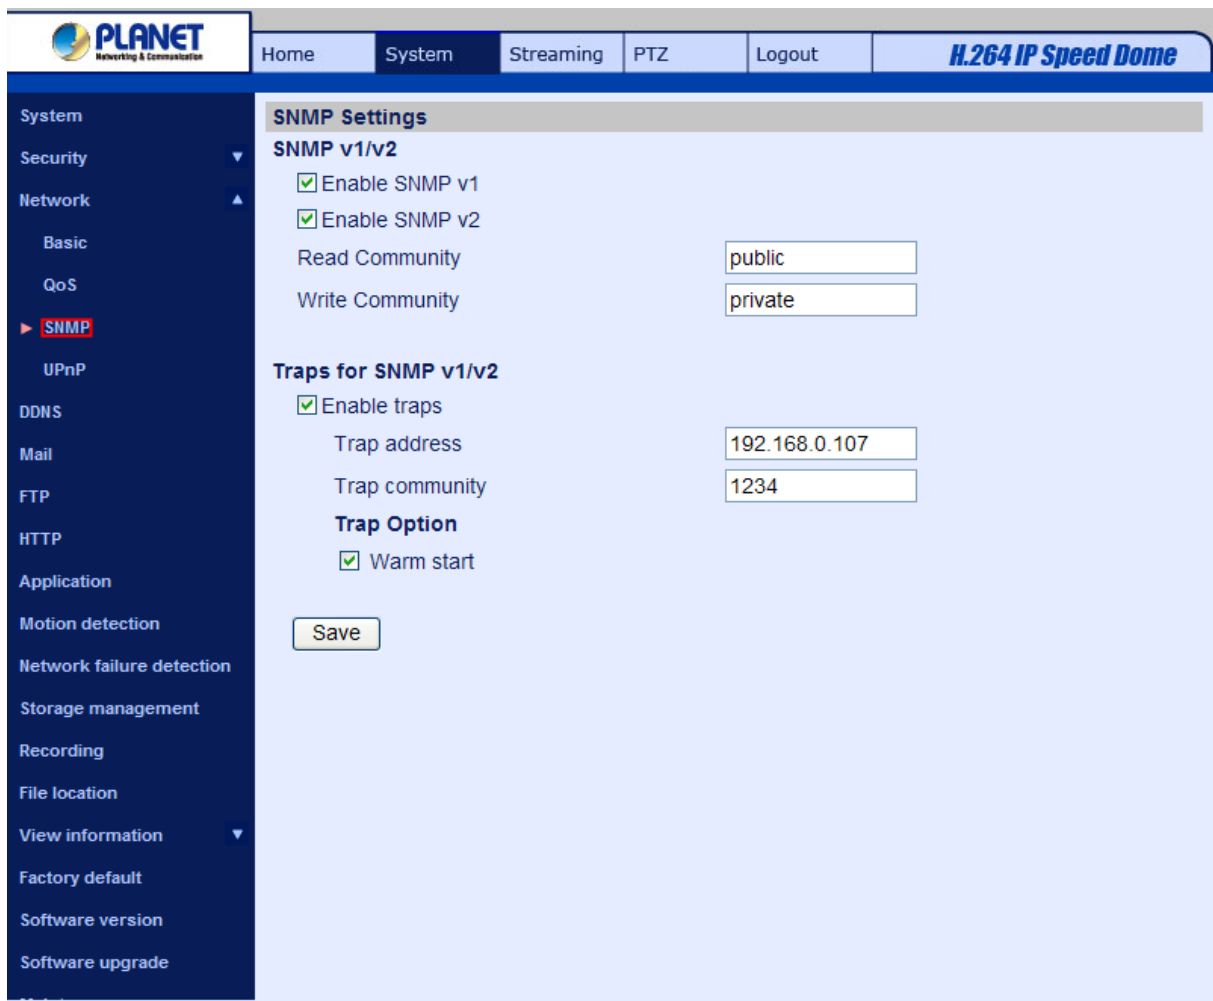 PLANET
Networking & Communication
Home System Streaming PTZ Logout H.264 IP Speed Dome
System
Security
Network
Basic
QoS
SNMP
UPnP
DDNS
Mail
FTP
HTTP
Application
Motion detection
Network failure detection
Storage management
Recording
File location
View information
Factory default
Software version
Software upgrade
SNMP Settings
SNMP v1/v2
Enable SNMP v1
Enable SNMP v2
Read Community public
Write Community private
Traps for SNMP v1/v2
Enable traps
Trap address 192.168.0.107
Trap community 1234
Trap Option
Warm start
Save